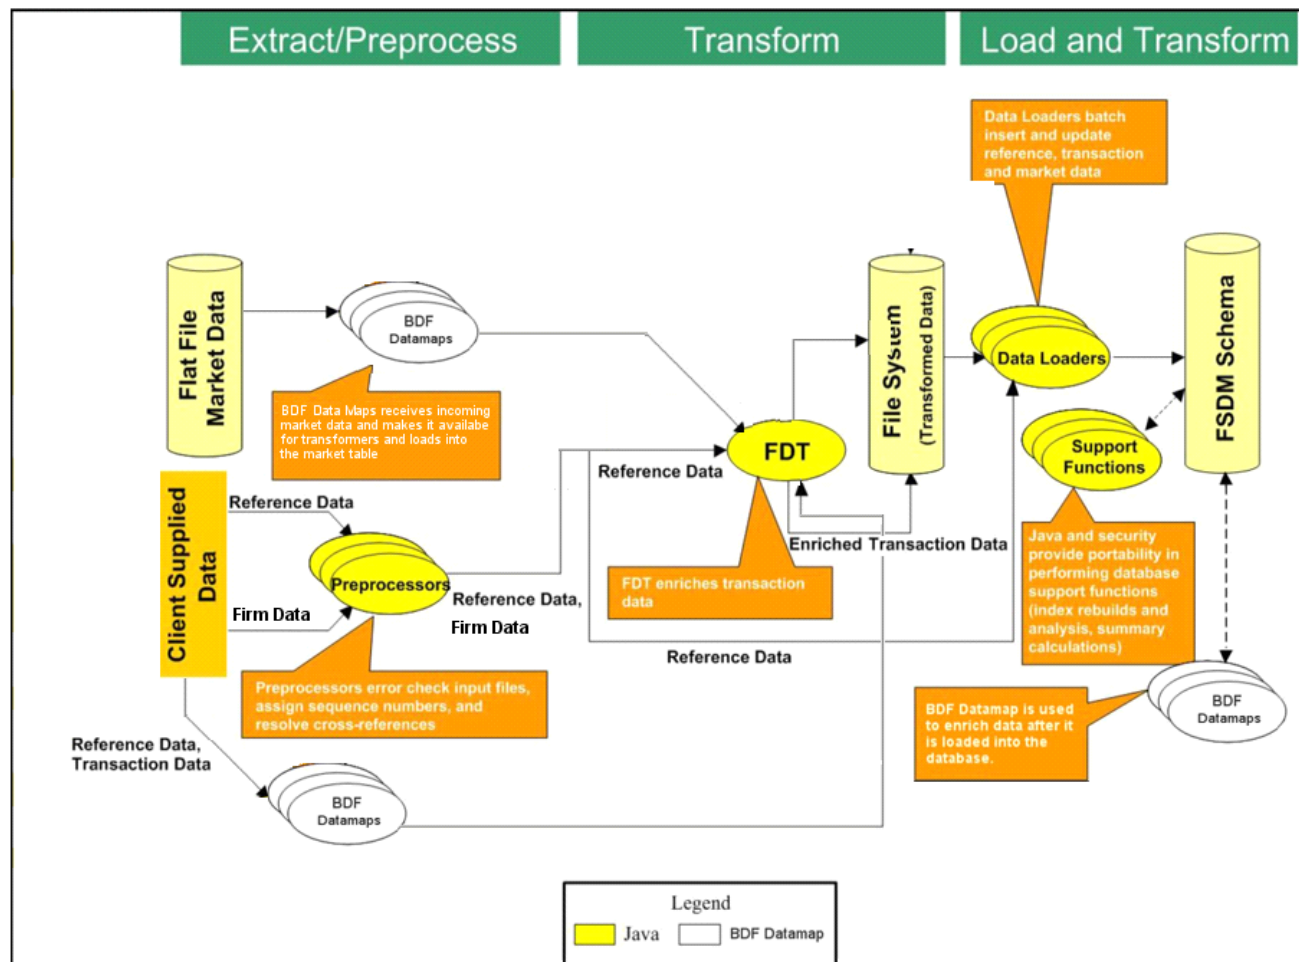 Extract/Preprocess
Transform
Load and Transform
Data Loaders batch
insert and update
reference, transaction
and market data
Flat File
Market Data
BDF
Datamaps
BDF Data Maps receives incoming
market data and makes it availabe
for transformers and loads into
the market table
File System
(Transformed Data)
Data Loaders
FSDM Schema
FDT
Reference Data
Support
Functions
Client Supplied
Data
Reference Data
Preprocessors
Firm Data
Reference Data,
Firm Data
Enriched Transaction Data
FDT enriches transaction
data
Java and security
provide portability in
performing database
support functions
(index rebuilds and
analysis, summary
calculations)
Reference Data
Preprocessors error check input files,
assign sequence numbers, and
resolve cross-references
BDF Datamap is used
to enrich data after it
is loaded into the
database.
BDF
Datamaps
Reference Data,
Transaction Data
BDF
Datamaps
Legend
Java
BDF Datamap